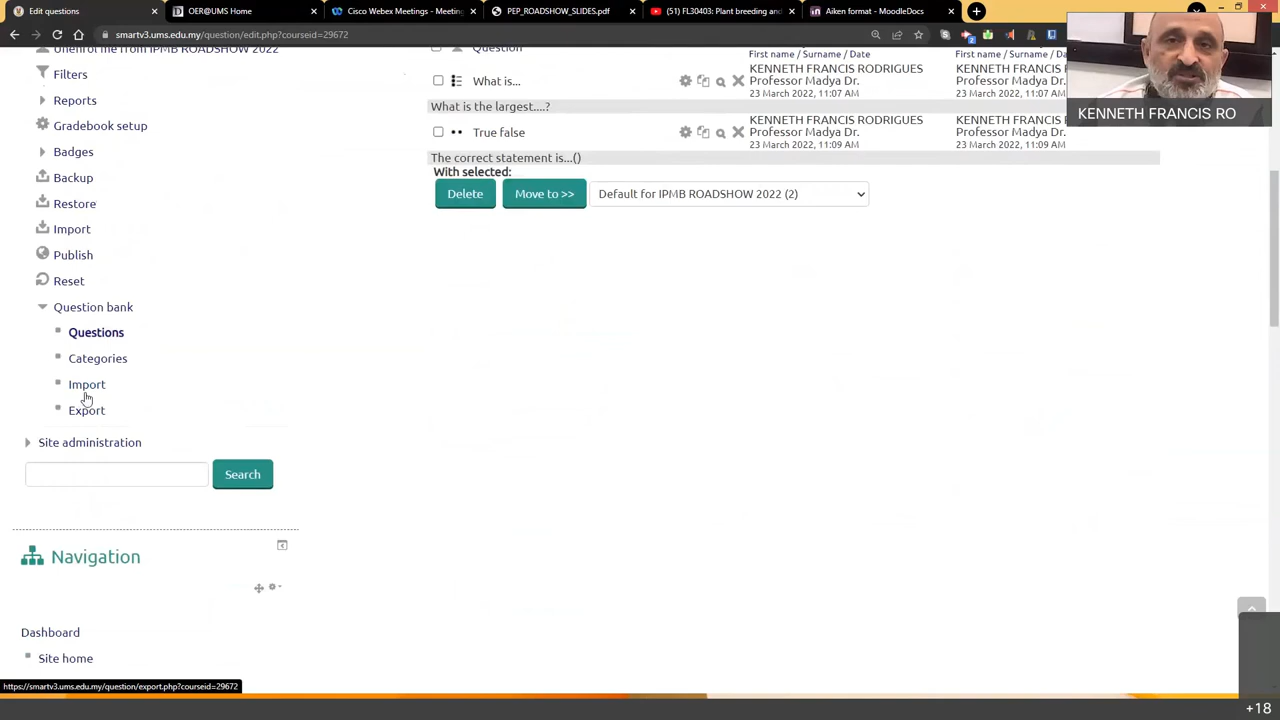 Edit questions
OER@UMS Home
Cisco Webex Meetings - Meeting
PEP_ROADSHOW_SLIDES.pdf
(51) FL30403: Plant breeding and
Aiken format - MoodleDocs
smartv3.ums.edu.my/question/edit.php?courseid=29672
KENNETH FRANCIS RO
Unenrol me from IPMB ROADSHOW 2022
Filters
Reports
Gradebook setup
Badges
Backup
Restore
Import
Publish
Reset
Question bank
Questions
Categories
Import
Export
Site administration
Search
Navigation
Dashboard
Site home
Question
First name / Surname / Date
First name / Surname / Da
What is...
KENNETH FRANCIS RODRIGUES
Professor Madya Dr.
23 March 2022, 11:07 AM
KENNETH FRANCIS RODRIGUES
Professor Madya Dr.
23 March 2022, 11:07 AM
What is the largest....?
True false
KENNETH FRANCIS RODRIGUES
Professor Madya Dr.
23 March 2022, 11:09 AM
KENNETH FRANCIS RODRIGUES
Professor Madya Dr.
23 March 2022, 11:09 AM
The correct statement is...()
With selected:
Delete
Move to >>
Default for IPMB ROADSHOW 2022 (2)
https://smartv3.ums.edu.my/question/export.php?courseid=29672
+18